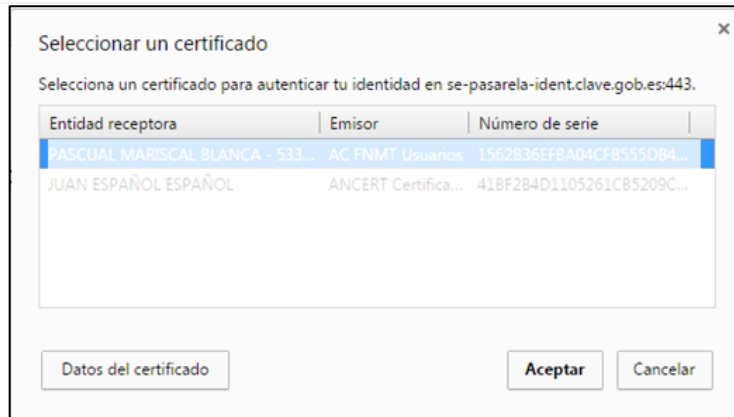 Seleccionar un certificado
Selecciona un certificado para autenticar tu identidad en se-pasarela-ident.clave.gob.es:443.
Entidad receptora Emisor Número de serie
PASCUAL MARISCAL BLANCA - 533... AC FNMT Usuarios 1562B36EFBA04CFB555DB4...
JUAN ESPAÑOL ESPAÑOL ANCERT Certifica... 41BF2B4D1105261CB5209C...
Datos del certificado Aceptar Cancelar